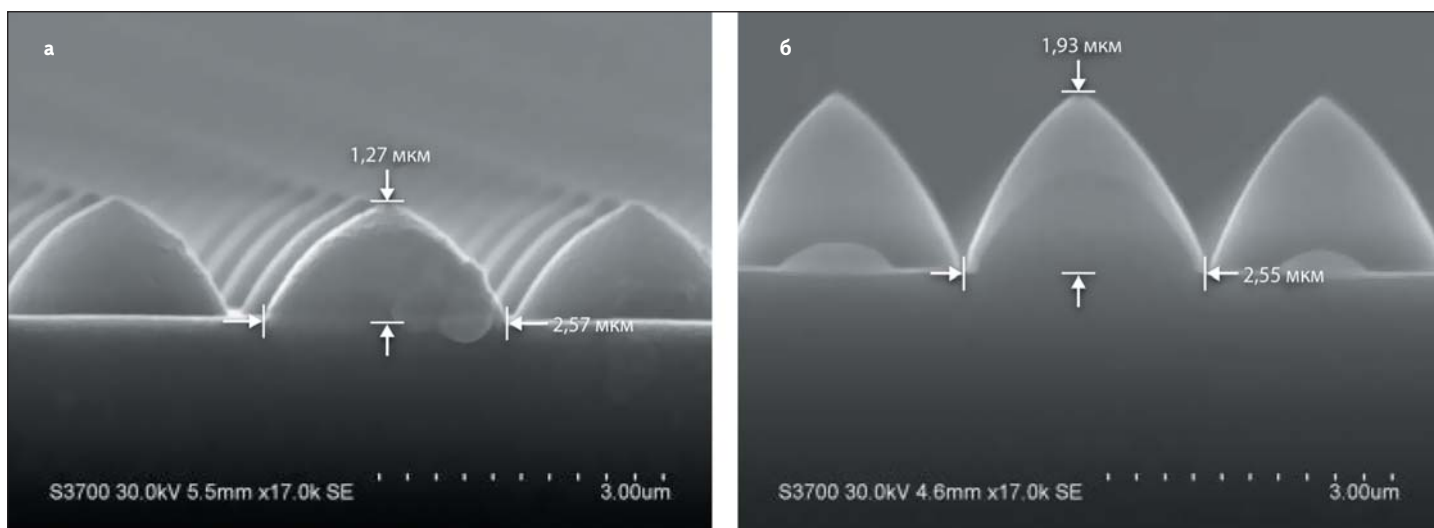 а
1,27 мкм
2,57 мкм
S3700 30.0kV 5.5mm x17.0k SE 3.00um
б
1,93 мкм
2,55 мкм
S3700 30.0kV 4.6mm x17.0k SE 3.00um